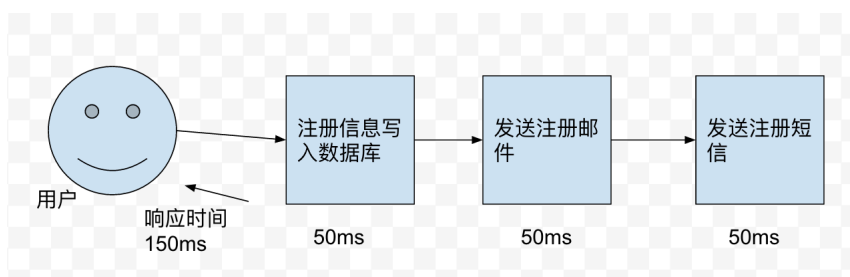 注册信息写
入数据库
发送注册邮
件
发送注册短
信
用户
响应时间
150ms
50ms
50ms
50ms